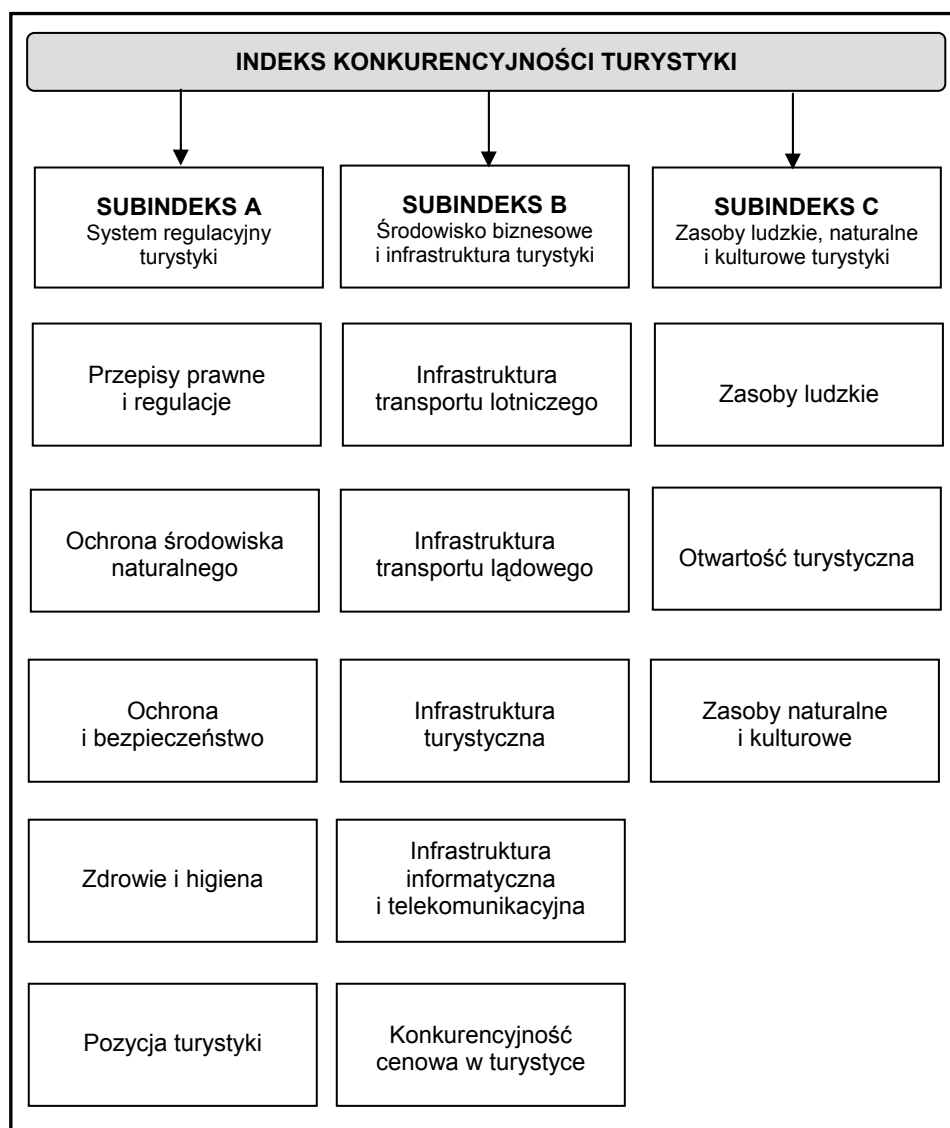 INDEKS KONKURENCYJNOŚCI TURYSTYKI
SUBINDEKS A
System regulacyjny
turystyki
SUBINDEKS B
Środowisko biznesowe
i infrastruktura turystyki
SUBINDEKS C
Zasoby ludzkie, naturalne
i kulturowe turystyki
Przepisy prawne
i regulacje
Infrastruktura
transportu lotniczego
Zasoby ludzkie
Ochrona środowiska
naturalnego
Infrastruktura
transportu lądowego
Otwartość turystyczna
Ochrona
i bezpieczeństwo
Infrastruktura
turystyczna
Zasoby naturalne
i kulturowe
Zdrowie i higiena
Infrastruktura
informatyczna
i telekomunikacyjna
Pozycja turystyki
Konkurencyjność
cenowa w turystyce